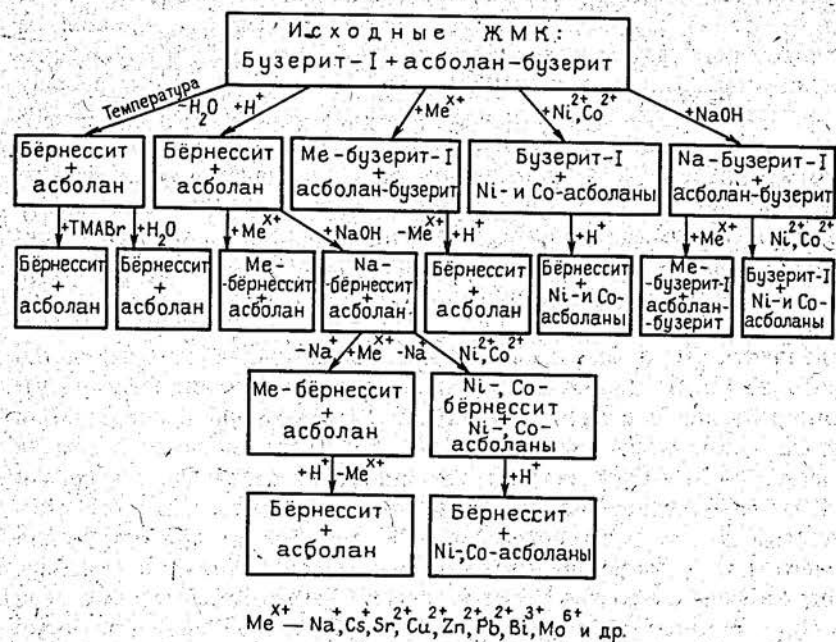 Исходные ЖМК:
Бузерит-I + асболан-бузерит
Температура
-H₂O
+H⁺
+Meˣ⁺
+Ni²⁺,Co²⁺
+NaOH
Бёрнессит
+
асболан
Бёрнессит
+
асболан
Me-бузерит-I
+
асболан-бузерит
Бузерит-I
+
Ni- и Co-асболаны
Na-Бузерит-I
+
асболан-бузерит
+TMABr
+H₂O
+Meˣ⁺
+NaOH
-Meˣ⁺
+H⁺
+H⁺
+Meˣ⁺
Ni²⁺,Co²⁺
Бёрнессит
+
асболан
Бёрнессит
+
асболан
Me-
-бёрнессит
+
асболан
Na-
-бёрнессит
+
асболан
Бёрнессит
+
асболан
Бёрнессит
+
Ni- и Co-
асболаны
Me-
-бузерит-I
+
асболан-
-бузерит
Бузерит-I
+
Ni- и Co-
асболаны
-Na⁺
+Meˣ⁺
-Na⁺
Ni²⁺,Co²⁺
Me-бёрнессит
+
асболан
Ni-, Co-
бёрнессит
+
Ni-, Co-
асболаны
+H⁺
-Meˣ⁺
+H⁺
Бёрнессит
+
асболан
Бёрнессит
+
Ni-,Co-асболаны
Meˣ⁺ — Na⁺,Cs⁺,Sr²⁺,Cu²⁺,Zn²⁺,Pb²⁺,Bi³⁺,Mo⁶⁺ и др.